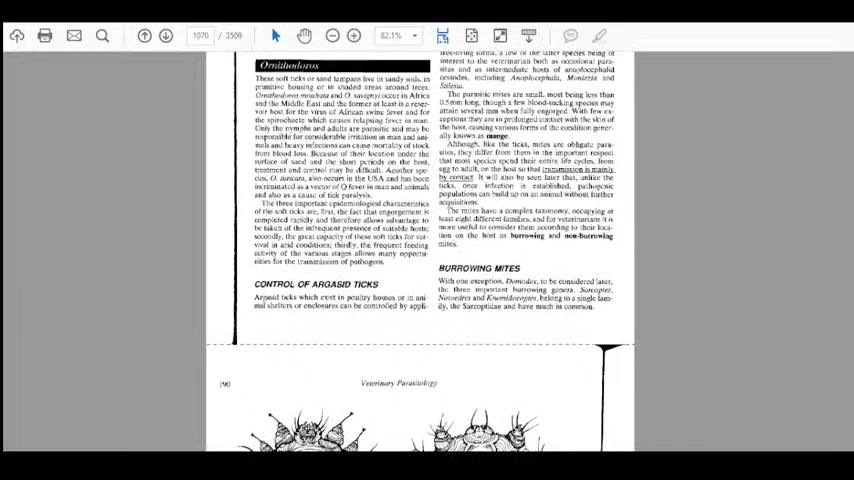 1070 / 3509
82.1%
Ornithodoros
These soft ticks or sand tampans live in sandy soils, in
primitive housing or in shaded areas around trees.
Ornithodoros moubata and O. savignyi occur in Africa
and the Middle East and the former at least is a reser-
voir host for the virus of African swine fever and for
the spirochaete which causes relapsing fever in man.
Only the nymphs and adults are parasitic and may be
responsible for considerable irritation in man and ani-
mals and heavy infections can cause mortality of stock
from blood loss. Because of their location under the
surface of sand and the short periods on the host,
treatment and control may be difficult. Another spe-
cies, O. turicata, also occurs in the USA and has been
incriminated as a vector of Q fever in man and animals
and also as a cause of tick paralysis.
The three important epidemiological characteristics
of the soft ticks are, first, the fact that engorgement is
completed rapidly and therefore allows advantage to
be taken of the infrequent presence of suitable hosts;
secondly, the great capacity of these soft ticks for sur-
vival in arid conditions; thirdly, the frequent feeding
activity of the various stages allows many opportu-
nities for the transmission of pathogens.
CONTROL OF ARGASID TICKS
Argasid ticks which exist in poultry houses or in ani-
mal shelters or enclosures can be controlled by appli-
free-living forms, a few of the latter species being of
interest to the veterinarian both as occasional para-
sites and as intermediate hosts of anoplocephalid
cestodes, including Anoplocephala, Moniezia and
Stilesia.
The parasitic mites are small, most being less than
0.5 mm long, though a few blood-sucking species may
attain several mm when fully engorged. With few ex-
ceptions they are in prolonged contact with the skin of
the host, causing various forms of the condition gener-
ally known as mange.
Although, like the ticks, mites are obligate para-
sites, they differ from them in the important respect
that most species spend their entire life cycles, from
egg to adult, on the host so that transmission is mainly
by contact. It will also be seen later that, unlike the
ticks, once infection is established, pathogenic
populations can build up on an animal without further
acquisitions.
The mites have a complex taxonomy, occupying at
least eight different families, and for veterinarians it is
more useful to consider them according to their loca-
tion on the host as burrowing and non-burrowing
mites.
BURROWING MITES
With one exception, Demodex, to be considered later,
the three important burrowing genera, Sarcoptes,
Notoedres and Knemidocoptes, belong to a single fam-
ily, the Sarcoptidae and have much in common.
190
Veterinary Parasitology